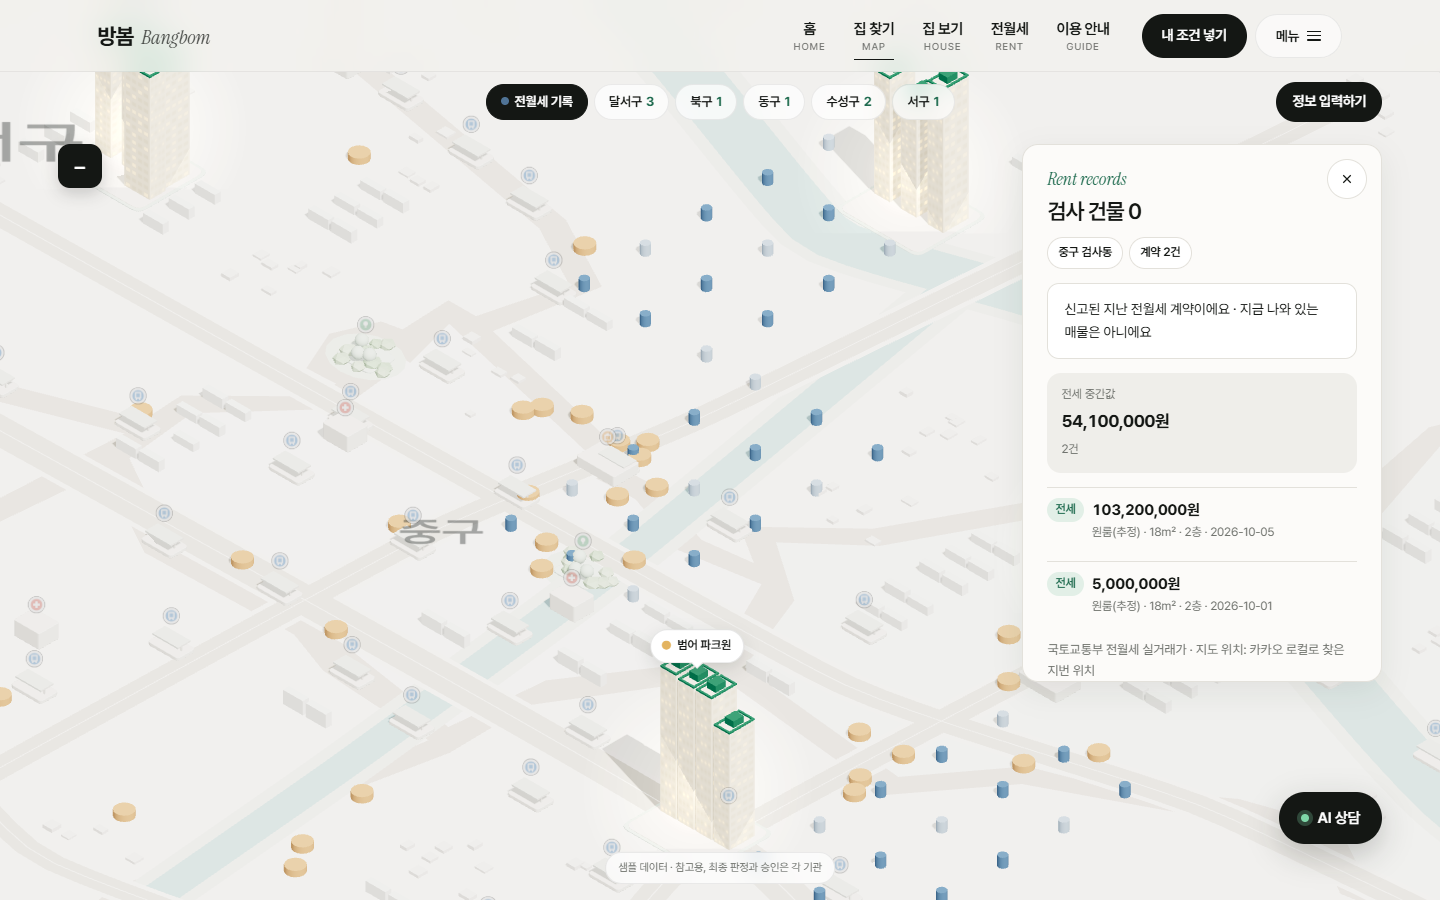 방봄 Bangbom
홈
HOME
집 찾기
MAP
집 보기
HOUSE
전월세
RENT
이용 안내
GUIDE
내 조건 넣기
메뉴
전월세 기록
달서구 3
북구 1
동구 1
수성구 2
서구 1
정보 입력하기
서구
−
Rent records
×
검사 건물 0
중구 검사동
계약 2건
신고된 지난 전월세 계약이에요 · 지금 나와 있는
매물은 아니에요
전세 중간값
54,100,000원
2건
전세 103,200,000원
원룸(추정) · 18m² · 2층 · 2026-10-05
전세 5,000,000원
원룸(추정) · 18m² · 2층 · 2026-10-01
국토교통부 전월세 실거래가 · 지도 위치: 카카오 로컬로 찾은
지번 위치
중구
범어 파크원
AI 상담
샘플 데이터 · 참고용, 최종 판정과 승인은 각 기관